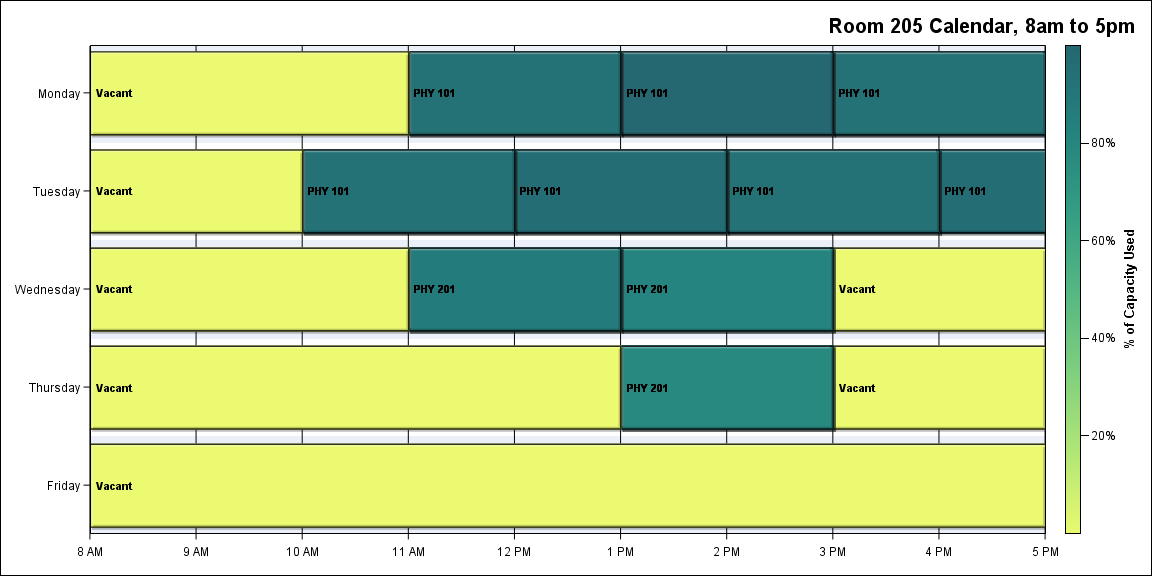 Room 205 Calendar, 8am to 5pm
Monday
Vacant
PHY 101
PHY 101
PHY 101
Tuesday
Vacant
PHY 101
PHY 101
PHY 101
PHY 101
Wednesday
Vacant
PHY 201
PHY 201
Vacant
Thursday
Vacant
PHY 201
Vacant
Friday
Vacant
8 AM
9 AM
10 AM
11 AM
12 PM
1 PM
2 PM
3 PM
4 PM
5 PM
80%
60%
40%
20%
% of Capacity Used